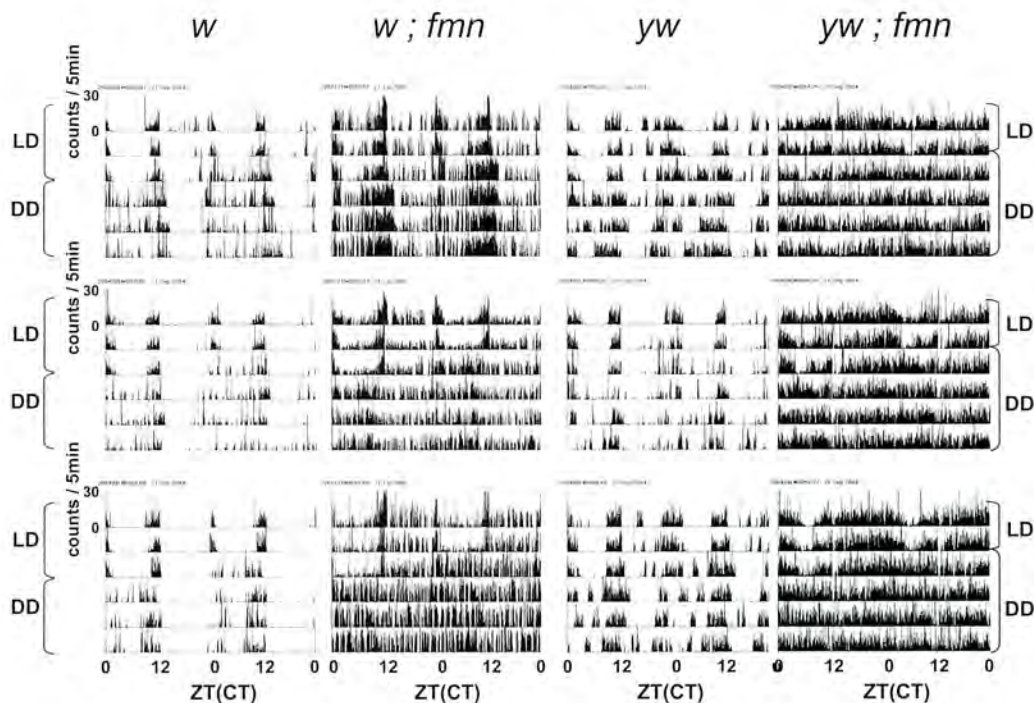 w w ; fmn yw yw ; fmn
counts / 5min
30
0
LD
DD
LD
DD
counts / 5min
30
0
LD
DD
LD
DD
counts / 5min
30
0
LD
DD
LD
DD
0 12 0 12 0 0 12 0 12 0 0 12 0 12 0 0 12 0 12 0
ZT(CT) ZT(CT) ZT(CT) ZT(CT)